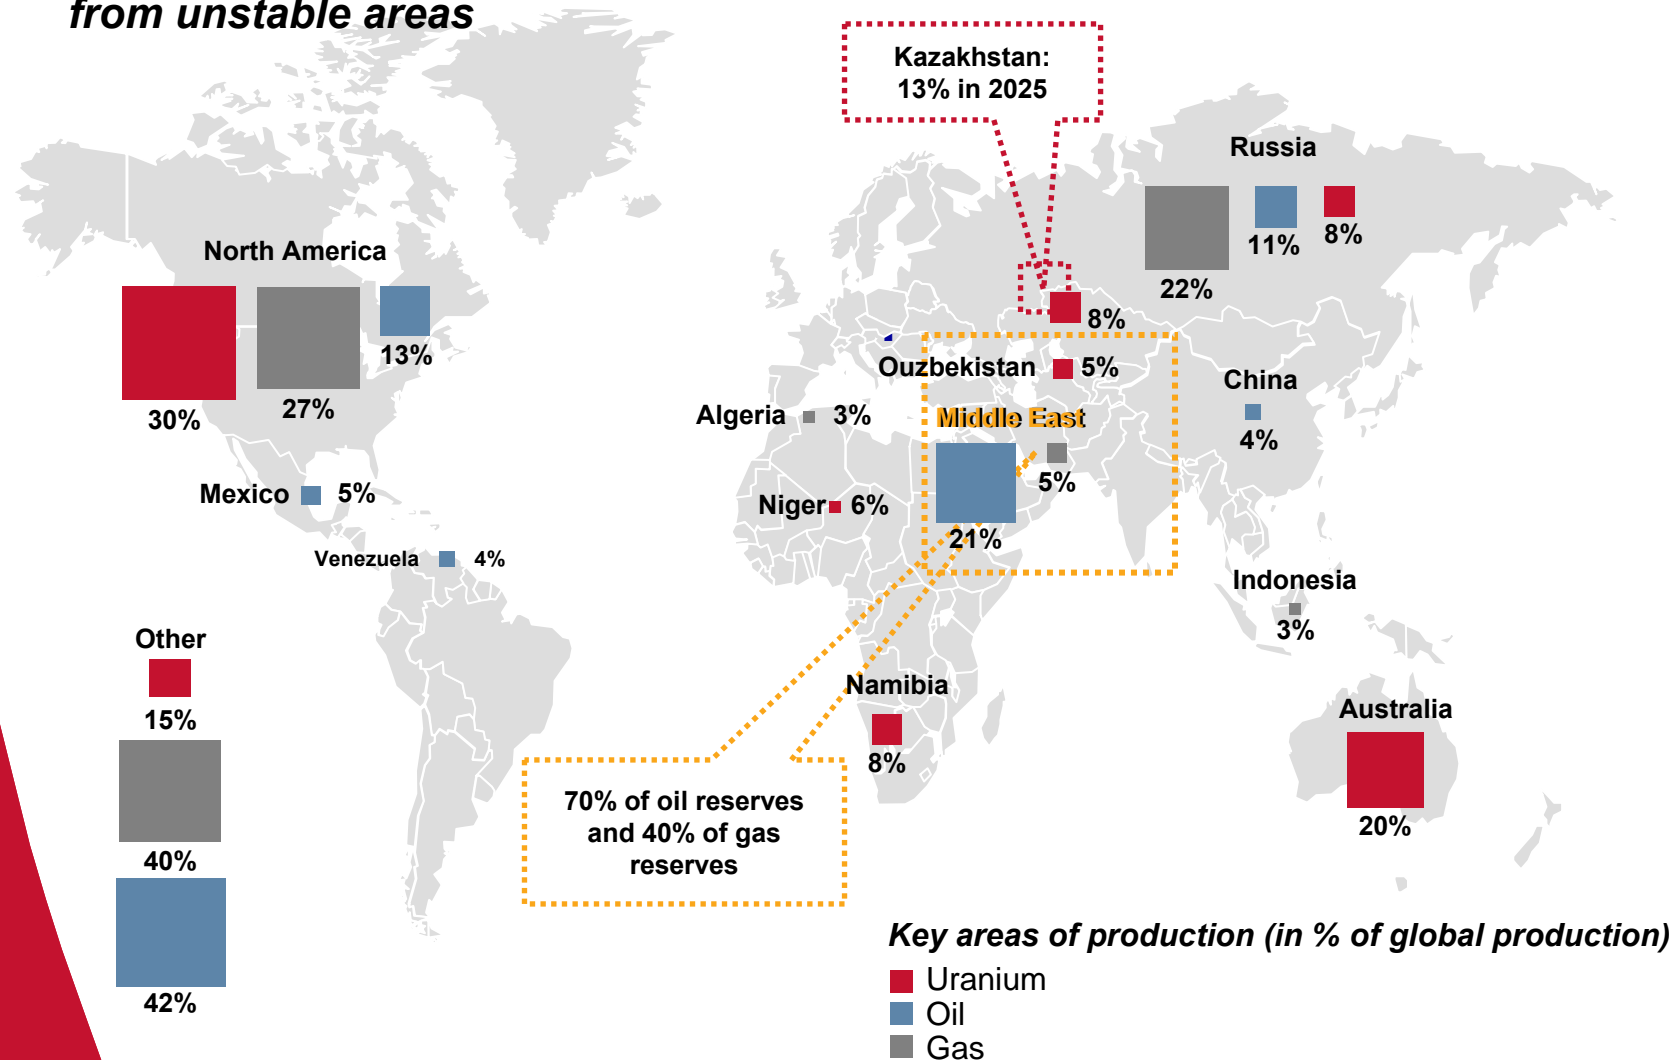 from unstable areas
Kazakhstan:
13% in 2025
Russia
22%
11%
8%
North America
30%
27%
13%
8%
Ouzbekistan
5%
China
4%
Algeria
3%
Middle East
21%
5%
Mexico
5%
Niger
6%
Venezuela
4%
Indonesia
3%
Other
15%
40%
42%
Namibia
8%
Australia
20%
70% of oil reserves
and 40% of gas
reserves
Key areas of production (in % of global production)
Uranium
Oil
Gas